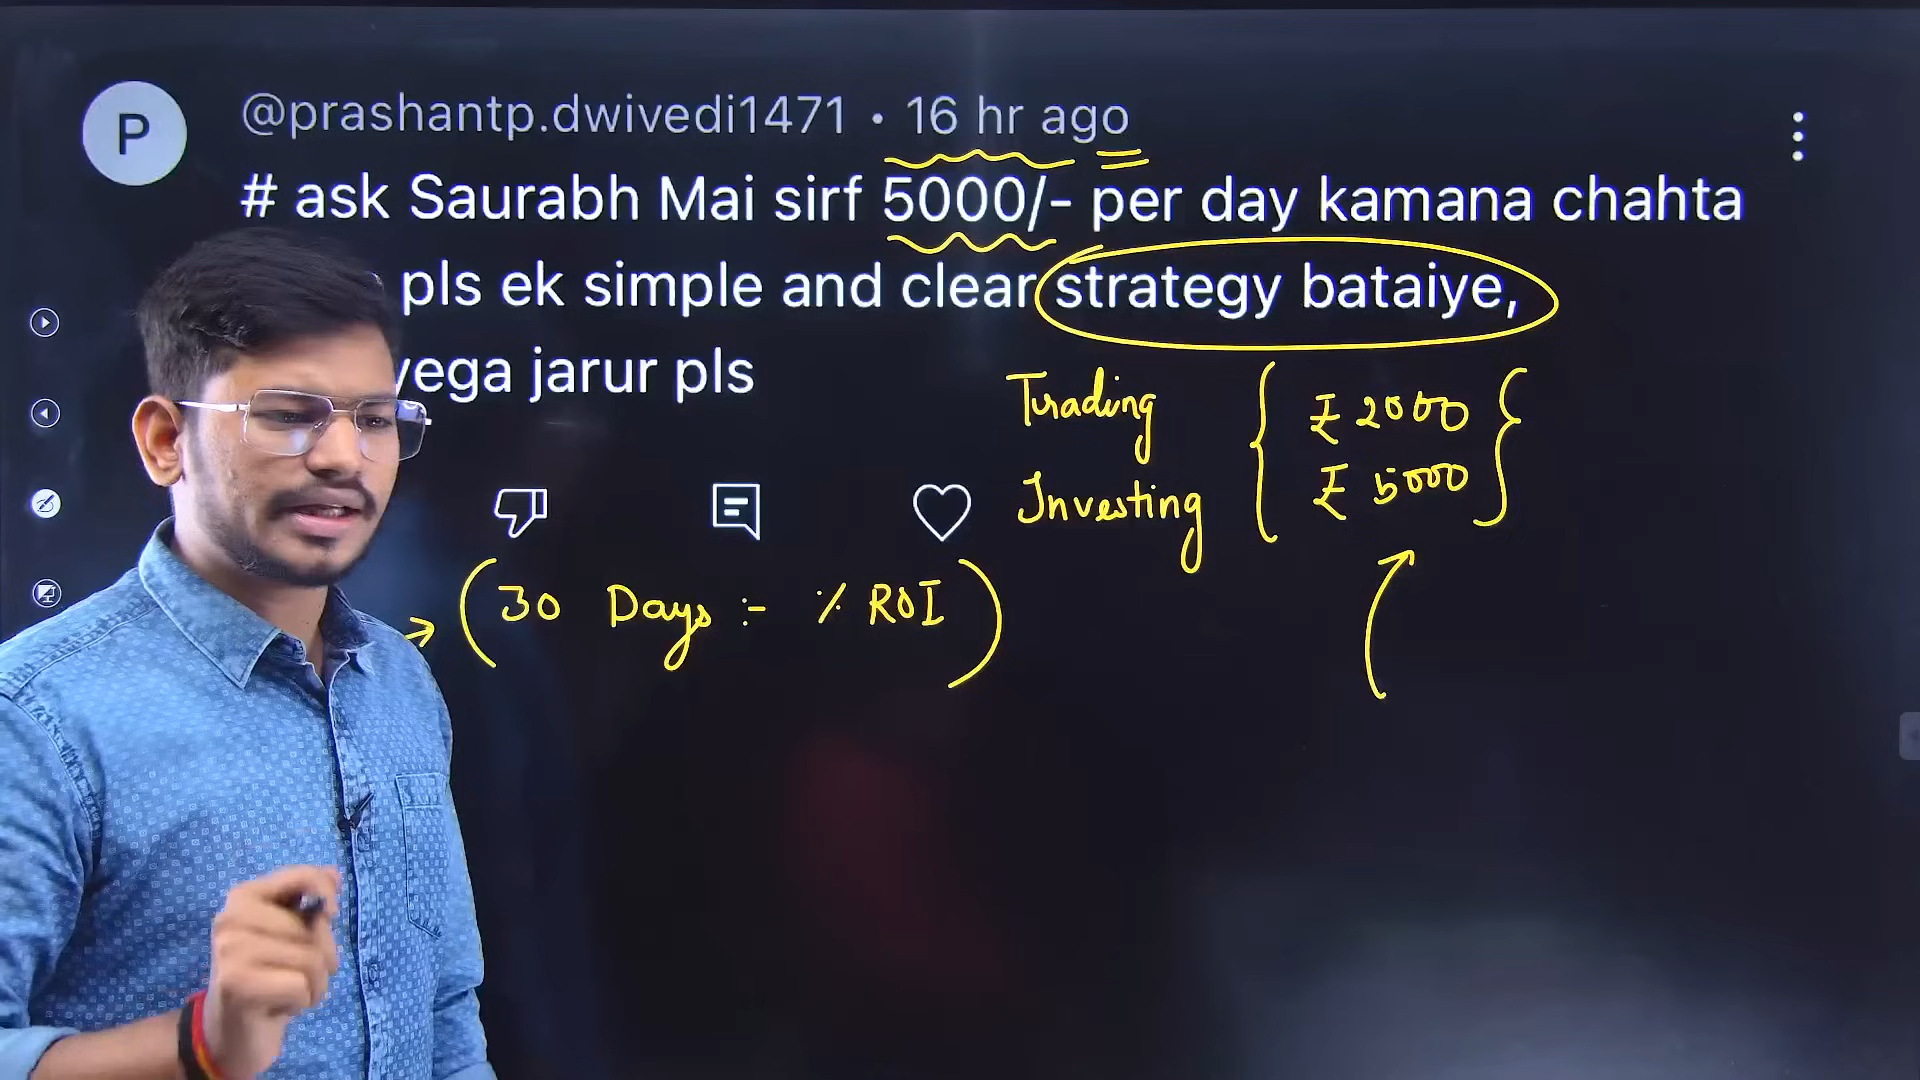 P
@prashantp.dwivedi1471 • 16 hr ago
# ask Saurabh Mai sirf 5000/- per day kamana chahta
pls ek simple and clear strategy bataiye,
yega jarur pls
Trading
₹ 2000
Investing
₹ 5000
→ (30 Days :- % ROI)